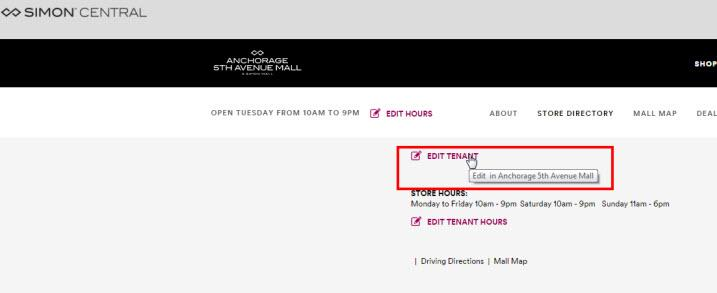 SIMON CENTRAL
ANCHORAGE
5TH AVENUE MALL
A SIMON MALL
SHOP
OPEN TUESDAY FROM 10AM TO 9PM EDIT HOURS ABOUT STORE DIRECTORY MALL MAP DEAL
EDIT TENANT
Edit in Anchorage 5th Avenue Mall
STORE HOURS:
Monday to Friday 10am - 9pm Saturday 10am - 9pm Sunday 11am - 6pm
EDIT TENANT HOURS
| Driving Directions | Mall Map